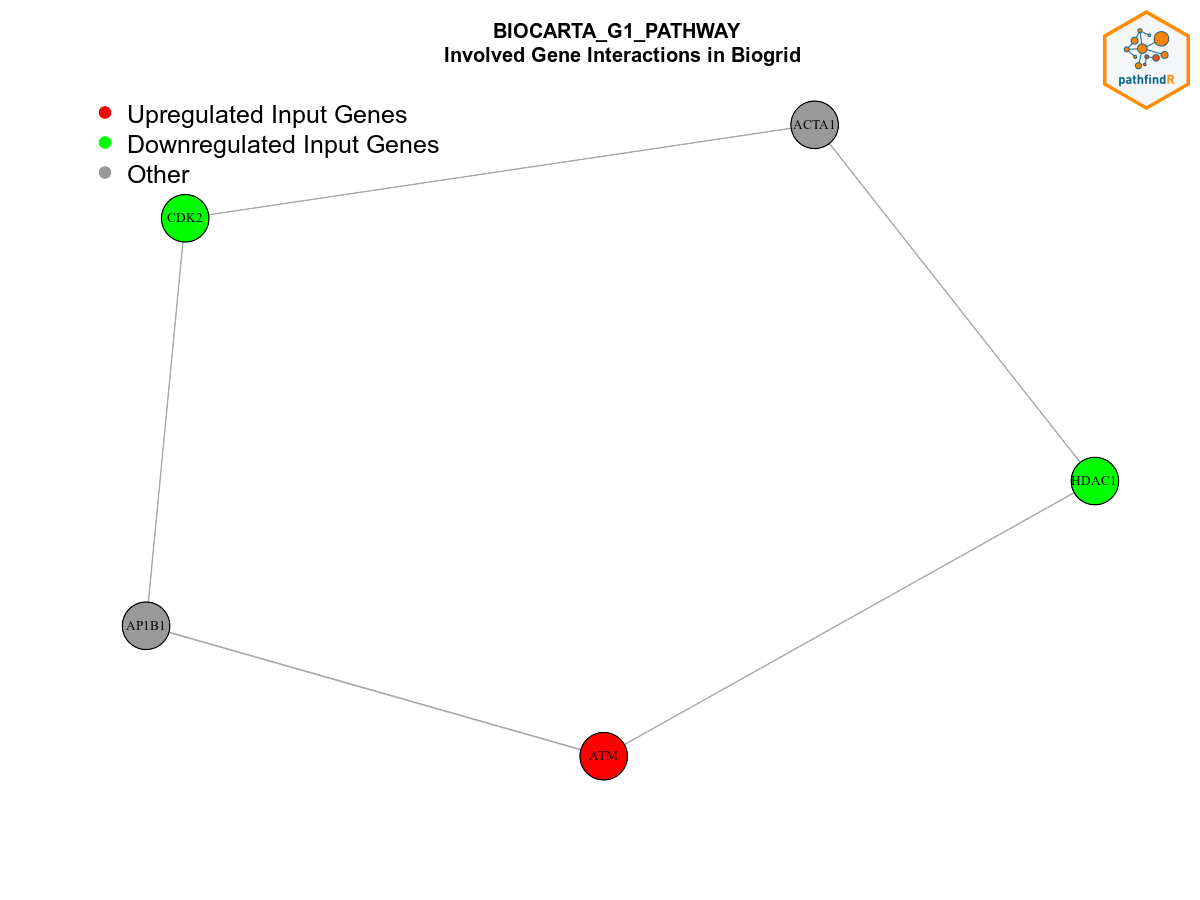 BIOCARTA_G1_PATHWAY
Involved Gene Interactions in Biogrid
pathfindR
Upregulated Input Genes
Downregulated Input Genes
Other
ACTA1
CDK2
HDAC1
AP1B1
ATM